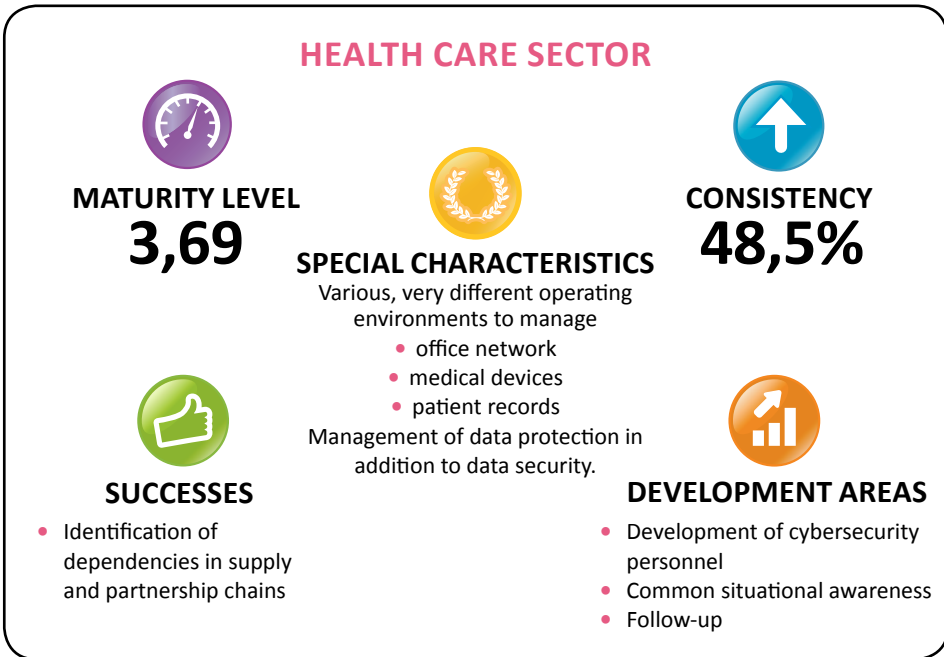 HEALTH CARE SECTOR
MATURITY LEVEL
3,69
CONSISTENCY
48,5%
SPECIAL CHARACTERISTICS
Various, very different operating
environments to manage
• office network
• medical devices
• patient records
Management of data protection in
addition to data security.
SUCCESSES
• Identification of
dependencies in supply
and partnership chains
DEVELOPMENT AREAS
• Development of cybersecurity
personnel
• Common situational awareness
• Follow-up